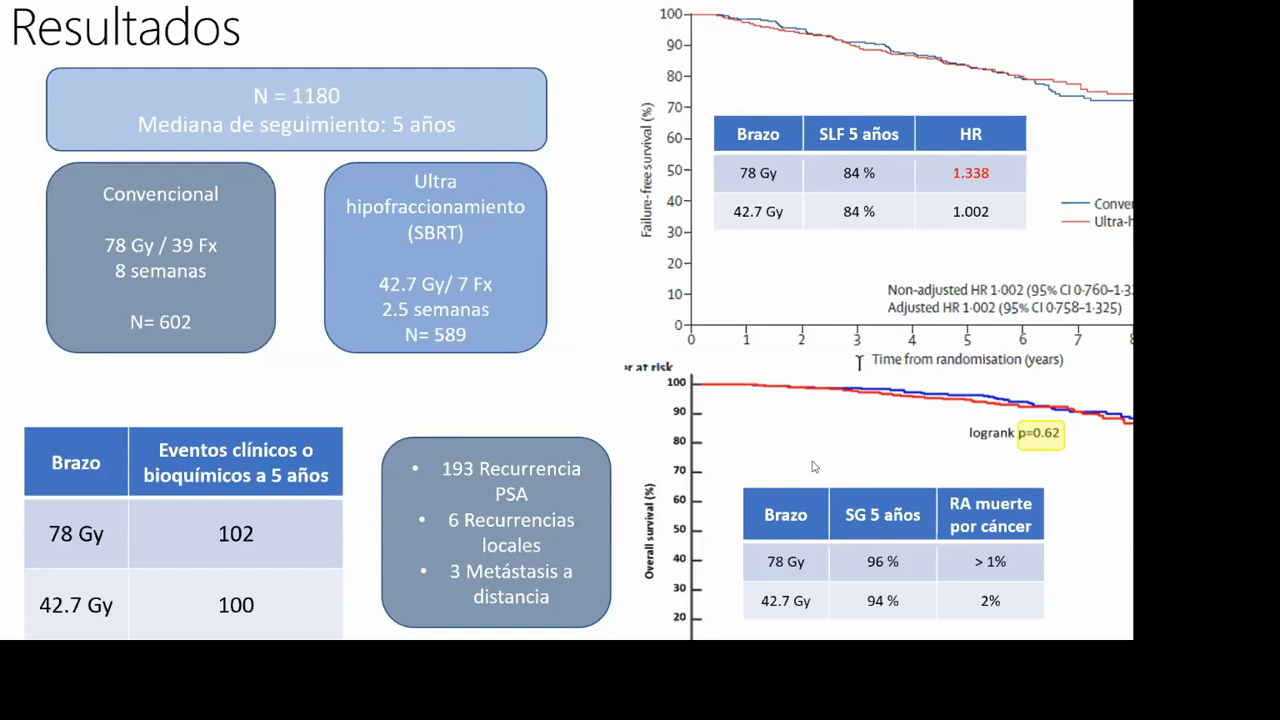 Resultados
N = 1180
Mediana de seguimiento: 5 años
Convencional
78 Gy / 39 Fx
8 semanas
N= 602
Ultra
hipofraccionamiento
(SBRT)
42.7 Gy/ 7 Fx
2.5 semanas
N= 589
Brazo
Eventos clínicos o
bioquímicos a 5 años
78 Gy
102
42.7 Gy
100
• 193 Recurrencia
PSA
• 6 Recurrencias
locales
• 3 Metástasis a
distancia
Failure-free survival (%)
100
90
80
70
60
50
40
30
20
10
0
Brazo SLF 5 años HR
78 Gy 84 % 1.338
42.7 Gy 84 % 1.002
Conve
Ultra-h
Non-adjusted HR 1·002 (95% CI 0·760–1·3
Adjusted HR 1·002 (95% CI 0·758–1·325)
0 1 2 3 4 5 6 7 8
Time from randomisation (years)
er at risk
Overall survival (%)
100
90
80
70
60
50
40
30
20
logrank p=0.62
Brazo SG 5 años RA muerte
por cáncer
78 Gy 96 % > 1%
42.7 Gy 94 % 2%